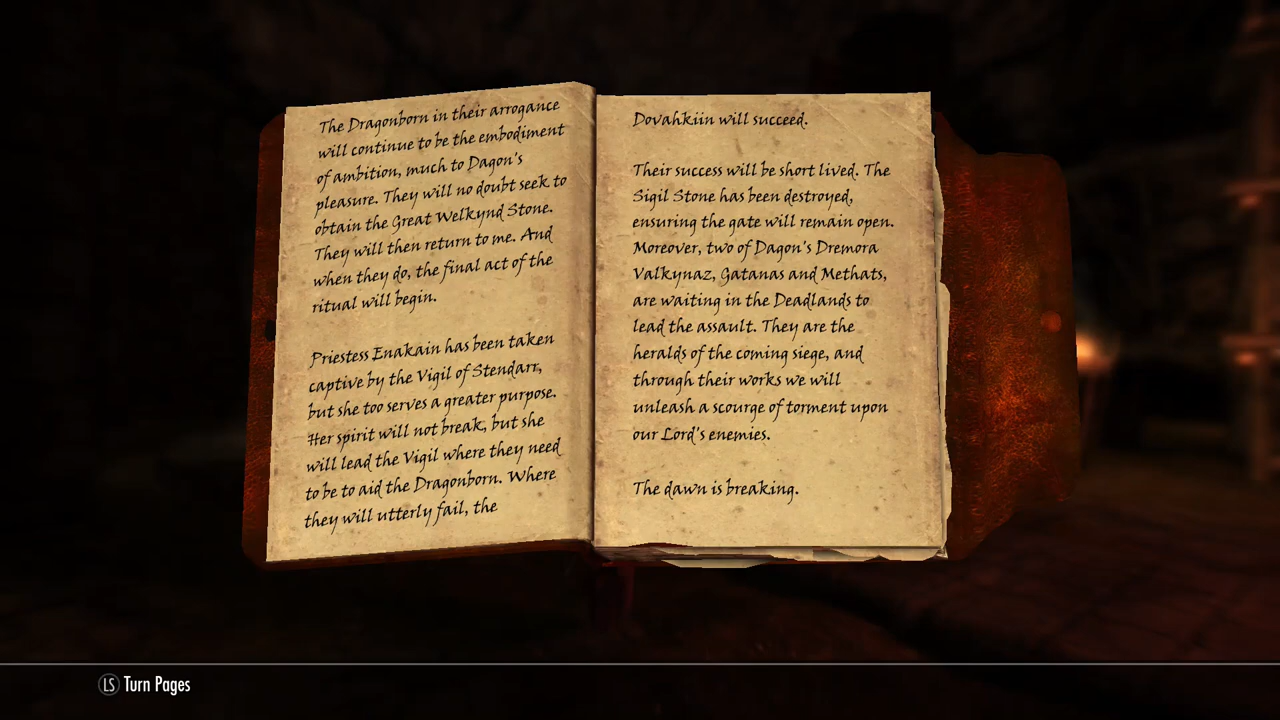 The Dragonborn in their arrogance
will continue to be the embodiment
of ambition, much to Dagon's
pleasure. They will no doubt seek to
obtain the Great Welkynd Stone.
They will then return to me. And
when they do, the final act of the
ritual will begin.
Priestess Enakain has been taken
captive by the Vigil of Stendarr,
but she too serves a greater purpose.
Her spirit will not break, but she
will lead the Vigil where they need
to be to aid the Dragonborn. Where
they will utterly fail, the
Dovahkiin will succeed.
Their success will be short lived. The
Sigil Stone has been destroyed,
ensuring the gate will remain open.
Moreover, two of Dagon's Dremora
Valkynaz, Gatanas and Methats,
are waiting in the Deadlands to
lead the assault. They are the
heralds of the coming siege, and
through their works we will
unleash a scourge of torment upon
our Lord's enemies.
The dawn is breaking.
LS Turn Pages